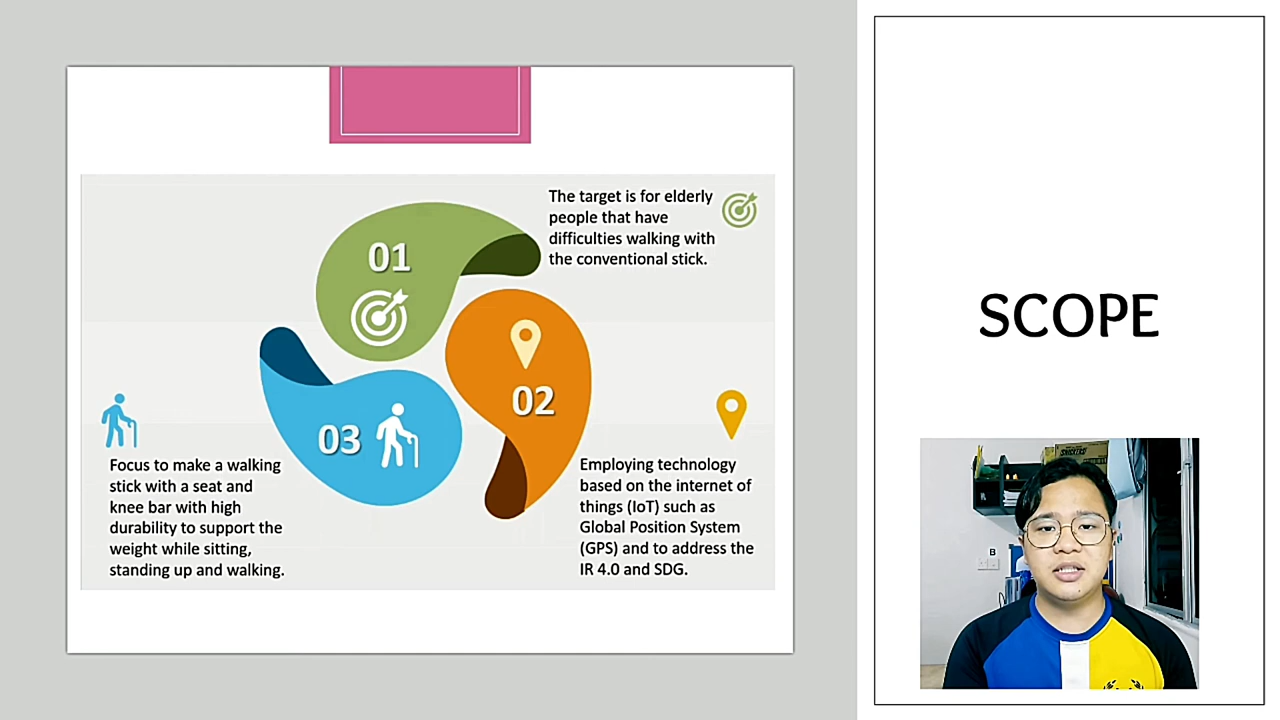 The target is for elderly
people that have
difficulties walking with
the conventional stick.
01
02
03
Focus to make a walking
stick with a seat and
knee bar with high
durability to support the
weight while sitting,
standing up and walking.
Employing technology
based on the internet of
things (IoT) such as
Global Position System
(GPS) and to address the
IR 4.0 and SDG.
SCOPE
B